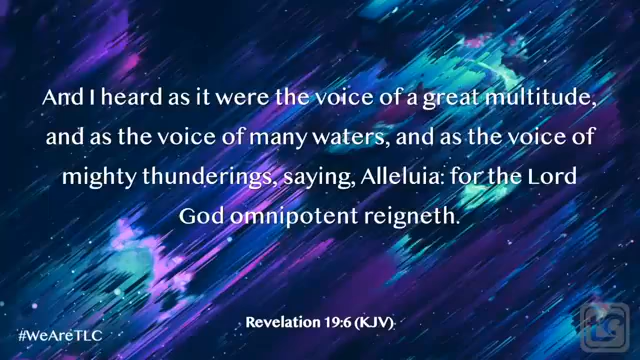 And I heard as it were the voice of a great multitude,
and as the voice of many waters, and as the voice of
mighty thunderings, saying, Alleluia: for the Lord
God omnipotent reigneth.
Revelation 19:6 (KJV)
#WeAreTLC